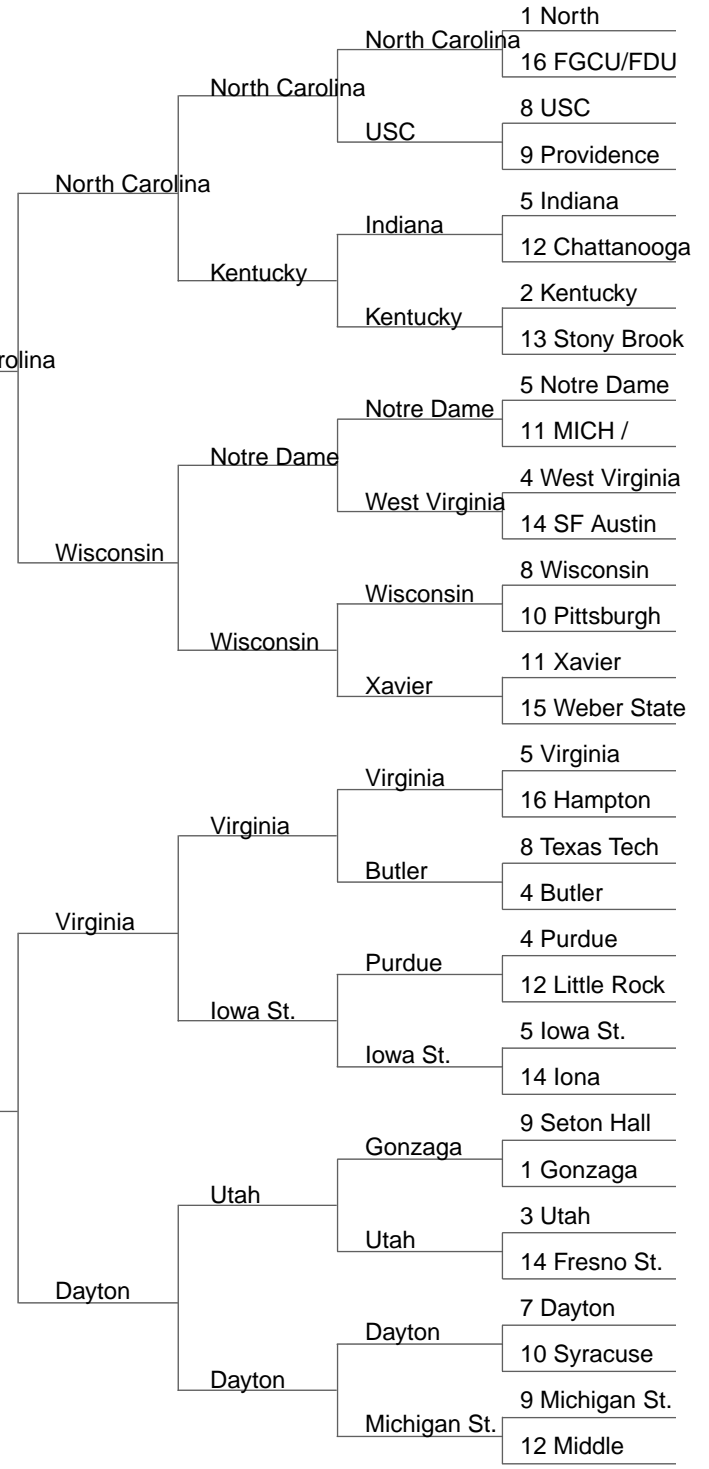 1 North
North Carolina
16 FGCU/FDU
North Carolina
8 USC
USC
9 Providence
North Carolina
5 Indiana
Indiana
12 Chattanooga
Kentucky
2 Kentucky
Kentucky
13 Stony Brook
rolina
5 Notre Dame
Notre Dame
11 MICH /
Notre Dame
4 West Virginia
West Virginia
14 SF Austin
Wisconsin
8 Wisconsin
Wisconsin
10 Pittsburgh
Wisconsin
11 Xavier
Xavier
15 Weber State
5 Virginia
Virginia
16 Hampton
Virginia
8 Texas Tech
Butler
4 Butler
Virginia
4 Purdue
Purdue
12 Little Rock
Iowa St.
5 Iowa St.
Iowa St.
14 Iona
9 Seton Hall
Gonzaga
1 Gonzaga
Utah
3 Utah
Utah
14 Fresno St.
Dayton
7 Dayton
Dayton
10 Syracuse
Dayton
9 Michigan St.
Michigan St.
12 Middle